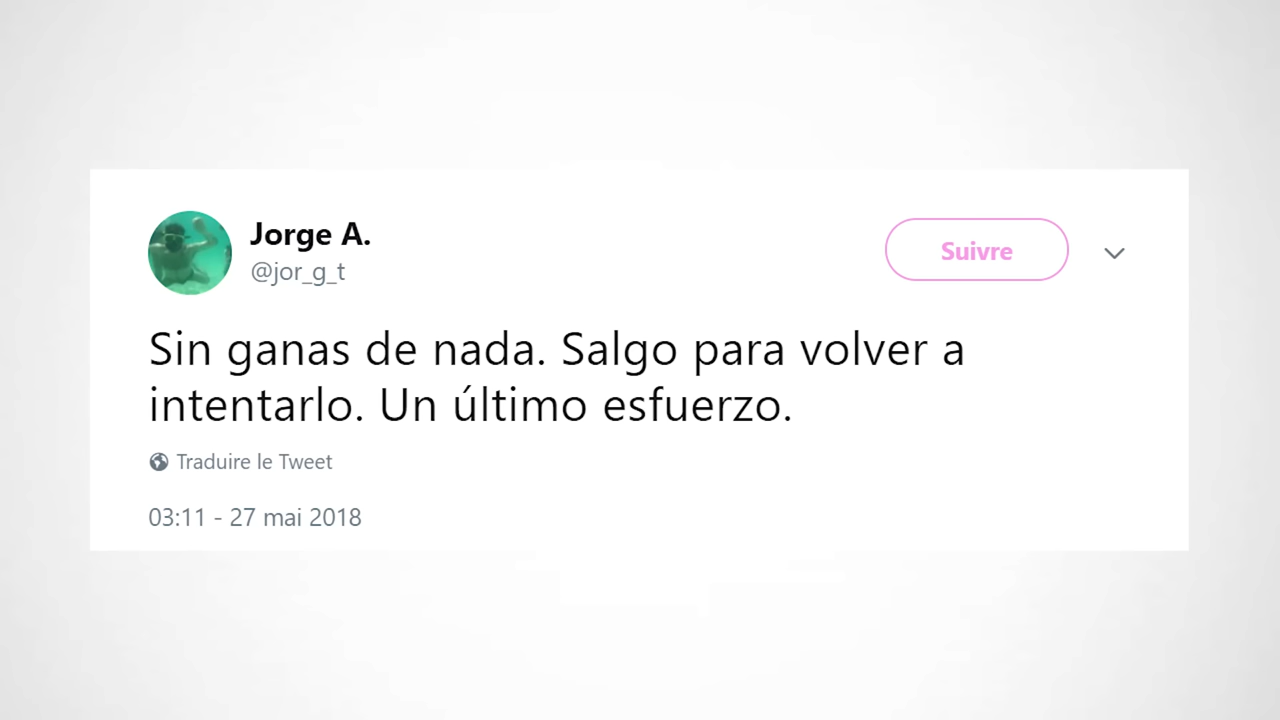 Jorge A.
Suivre
@jor_g_t
Sin ganas de nada. Salgo para volver a
intentarlo. Un último esfuerzo.
Traduire le Tweet
03:11 - 27 mai 2018